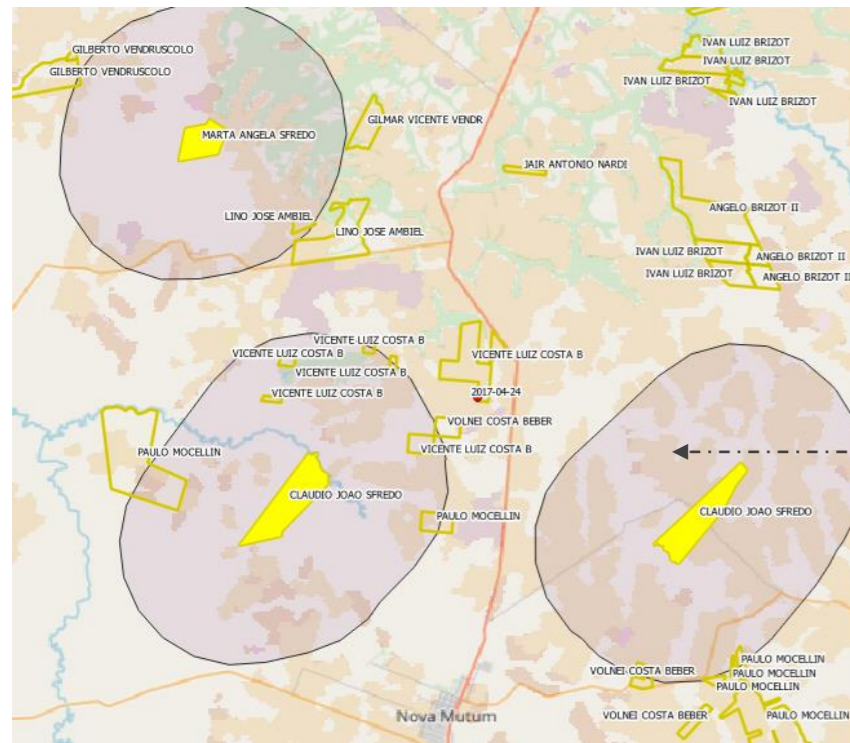 GILBERTO VENDRUSCOLO
GILBERTO VENDRUSCOLO
IVAN LUIZ BRIZOT
IVAN LUIZ BRIZOT
IVAN LUIZ BRIZOT
IVAN LUIZ BRIZOT
MARTA ANGELA SFREDO
GILMAR VICENTE VENDR
JAIR ANTONIO NARDI
ANGELO BRIZOT II
LINO JOSE AMBIEL
LINO JOSE AMBIEL
IVAN LUIZ BRIZOT
ANGELO BRIZOT II
IVAN LUIZ BRIZOT
ANGELO BRIZOT II
VICENTE LUIZ COSTA B
VICENTE LUIZ COSTA B
VICENTE LUIZ COSTA B
VICENTE LUIZ COSTA B
VICENTE LUIZ COSTA B
2017-04-24
VOLNEI COSTA BEBER
VICENTE LUIZ COSTA B
PAULO MOCELLIN
CLAUDIO JOAO SFREDO
PAULO MOCELLIN
CLAUDIO JOAO SFREDO
PAULO MOCELLIN
VOLNEI COSTA BEBER
PAULO MOCELLIN
PAULO MOCELLIN
VOLNEI COSTA BEBER
PAULO MOCELLIN
Nova Mutum